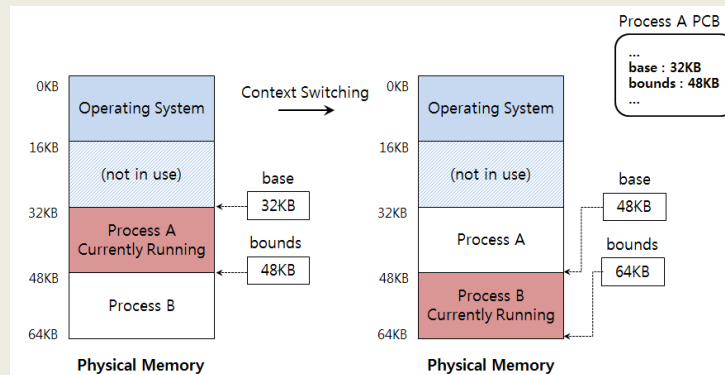 Process A PCB
...
base : 32KB
bounds : 48KB
...
Context Switching
0KB
Operating System
16KB
(not in use)
base
32KB
32KB
Process A
Currently Running
bounds
48KB
48KB
Process B
64KB
Physical Memory
0KB
Operating System
16KB
(not in use)
base
48KB
32KB
Process A
bounds
64KB
48KB
Process B
Currently Running
64KB
Physical Memory